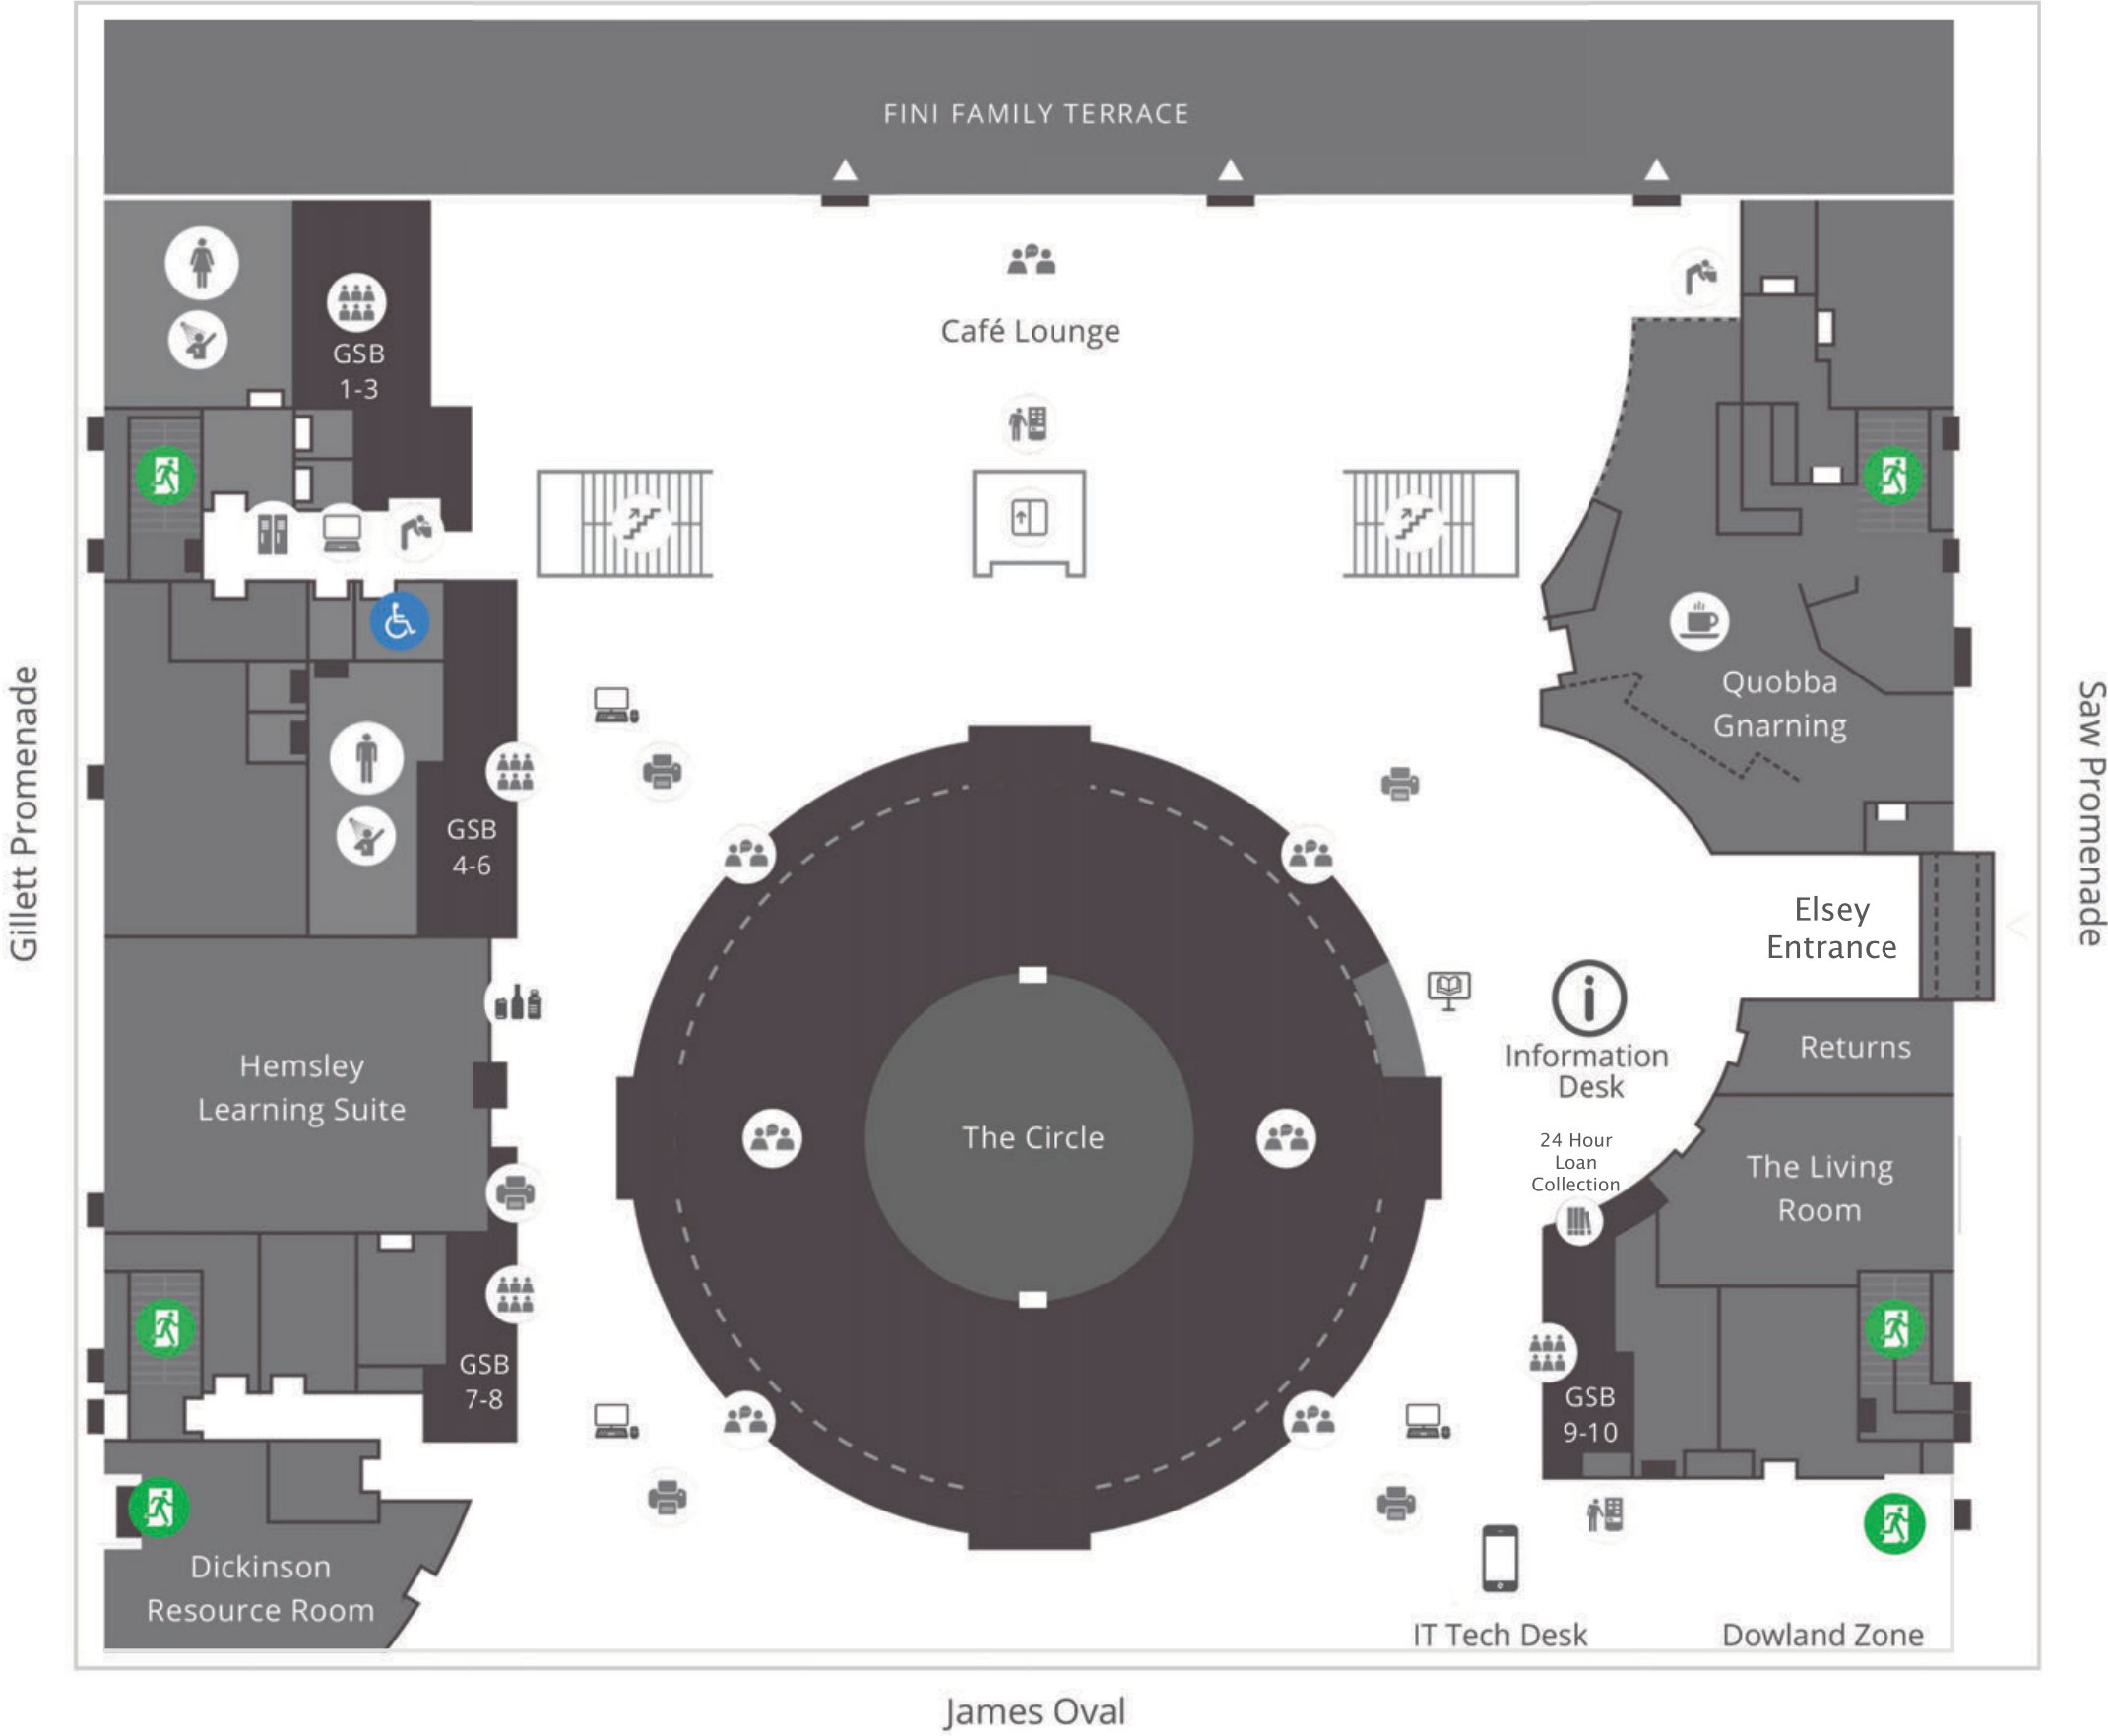 FINI FAMILY TERRACE
Café Lounge
GSB
1-3
Gillett Promenade
Saw Promenade
Quobba
Gnarning
GSB
4-6
Elsey
Entrance
Hemsley
Learning Suite
The Circle
Information
Desk
Returns
24 Hour
Loan
Collection
The Living
Room
GSB
7-8
GSB
9-10
Dickinson
Resource Room
IT Tech Desk
Dowland Zone
James Oval